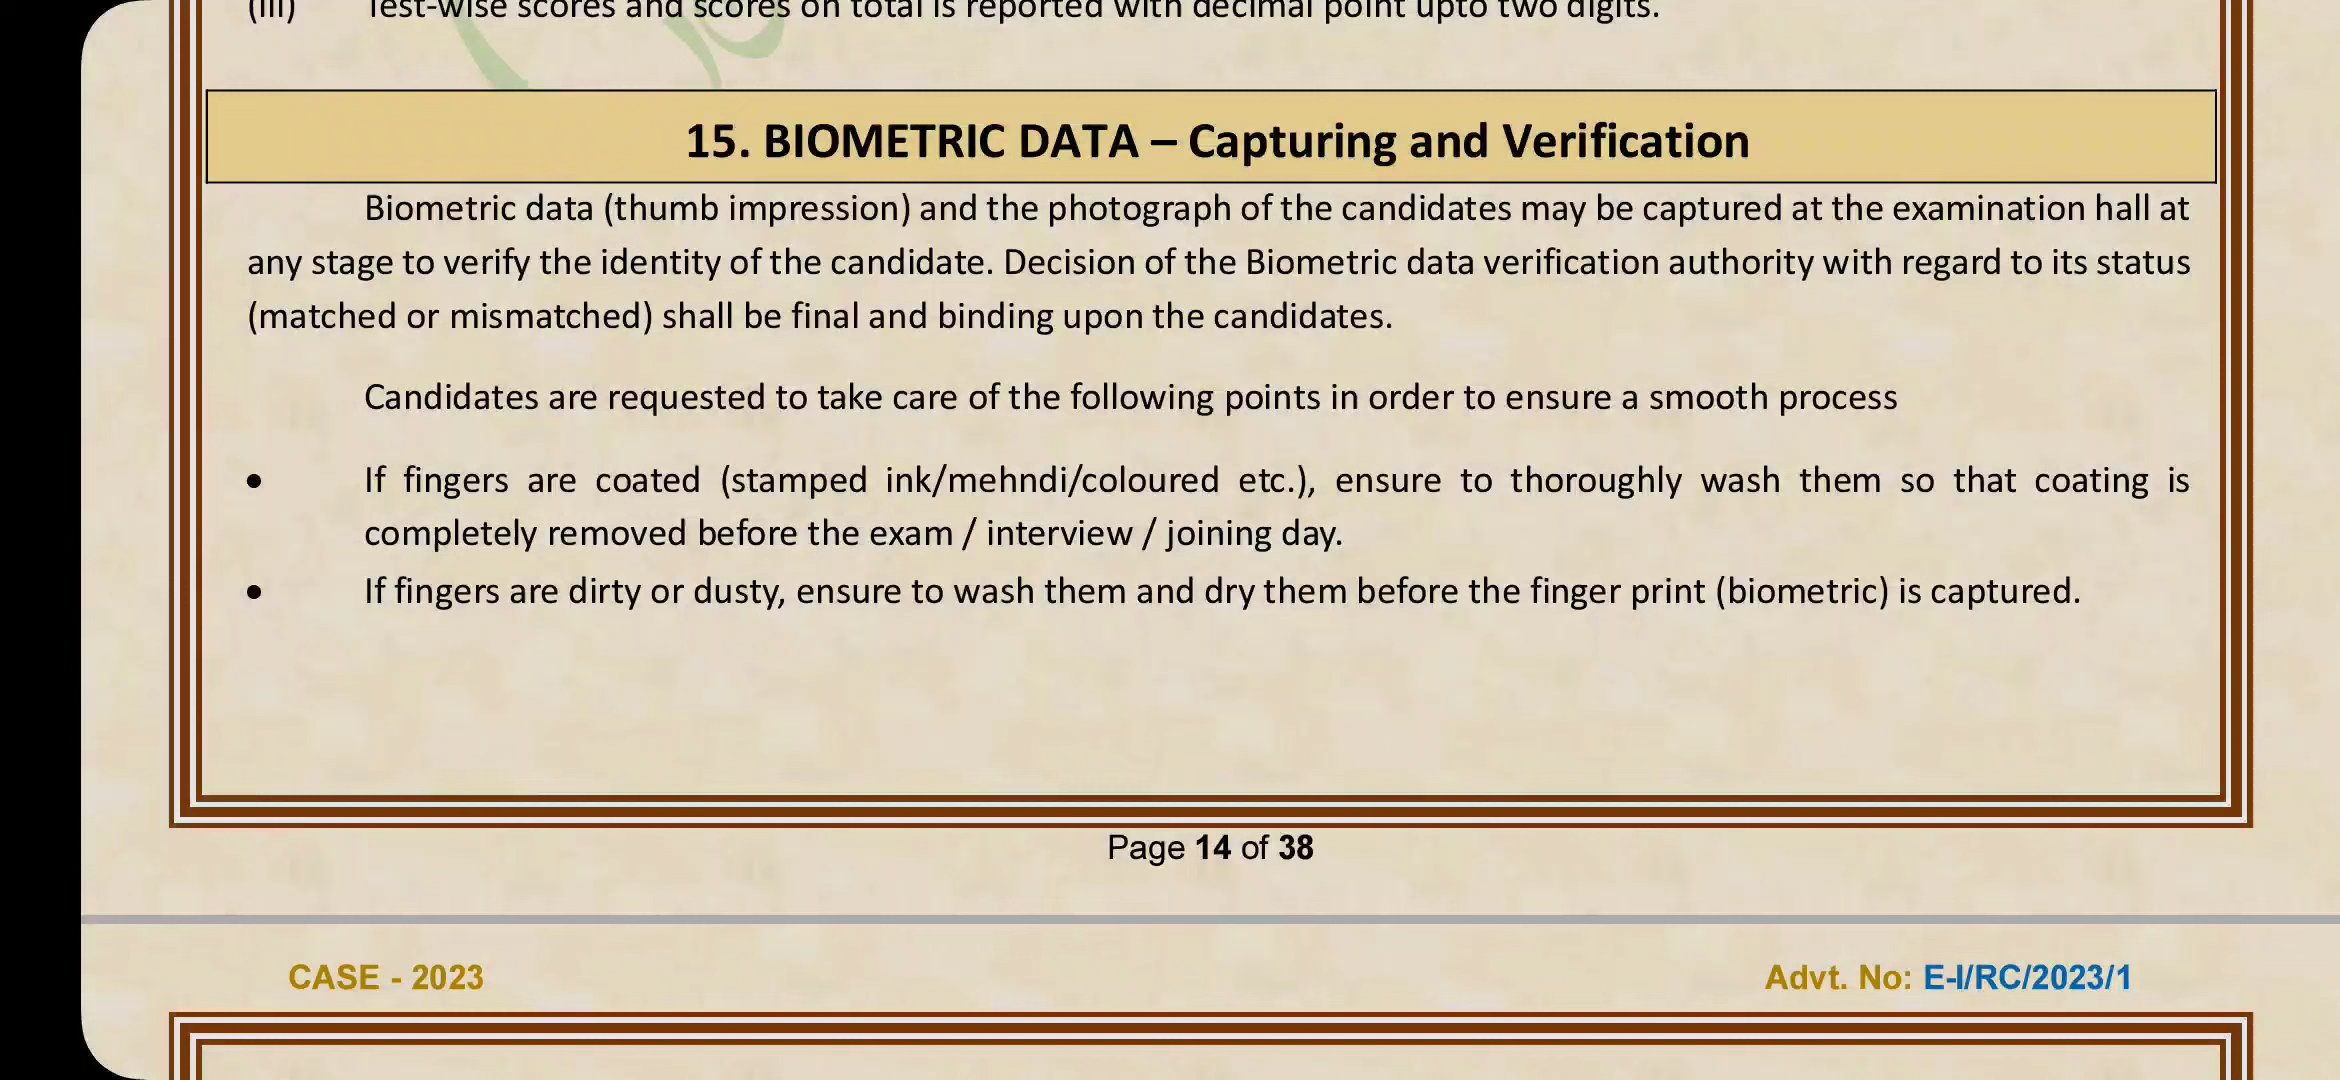 (III) Test-wise scores and scores on total is reported with decimal point upto two digits.
15. BIOMETRIC DATA – Capturing and Verification
Biometric data (thumb impression) and the photograph of the candidates may be captured at the examination hall at
any stage to verify the identity of the candidate. Decision of the Biometric data verification authority with regard to its status
(matched or mismatched) shall be final and binding upon the candidates.
Candidates are requested to take care of the following points in order to ensure a smooth process
• If fingers are coated (stamped ink/mehndi/coloured etc.), ensure to thoroughly wash them so that coating is
completely removed before the exam / interview / joining day.
• If fingers are dirty or dusty, ensure to wash them and dry them before the finger print (biometric) is captured.
Page 14 of 38
CASE - 2023 Advt. No: E-I/RC/2023/1